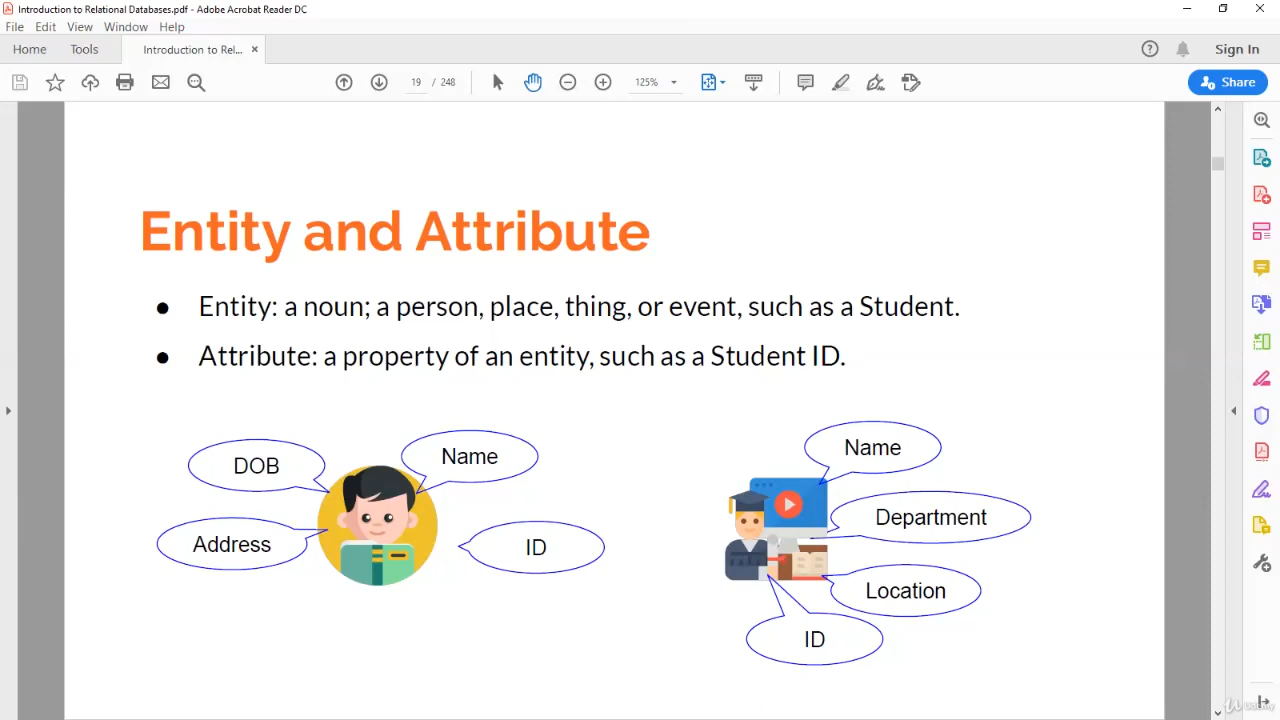 Introduction to Relational Databases.pdf - Adobe Acrobat Reader DC
File Edit View Window Help
Home Tools Introduction to Rel... × Sign In
19 / 248 125% Share
Entity and Attribute
● Entity: a noun; a person, place, thing, or event, such as a Student.
● Attribute: a property of an entity, such as a Student ID.
DOB Name
Address ID
Name
Department
Location
ID
Udemy